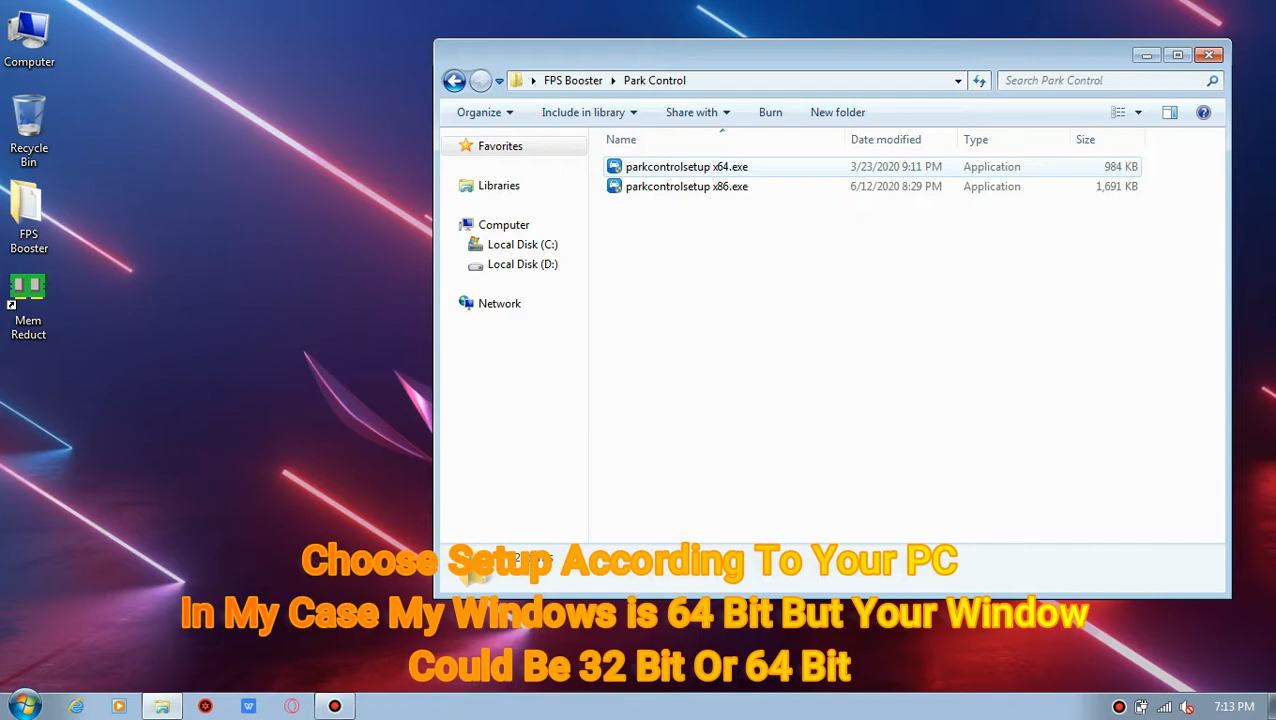 Computer
Recycle
Bin
FPS
Booster
Mem
Reduct
FPS Booster
Park Control
Search Park Control
Organize
Include in library
Share with
Burn
New folder
Favorites
Libraries
Computer
Local Disk (C:)
Local Disk (D:)
Network
Name
Date modified
Type
Size
parkcontrolsetup x64.exe
3/23/2020 9:11 PM
Application
984 KB
parkcontrolsetup x86.exe
6/12/2020 8:29 PM
Application
1,691 KB
Choose Setup According To Your PC
In My Case My Windows is 64 Bit But Your Window
Could Be 32 Bit Or 64 Bit
7:13 PM